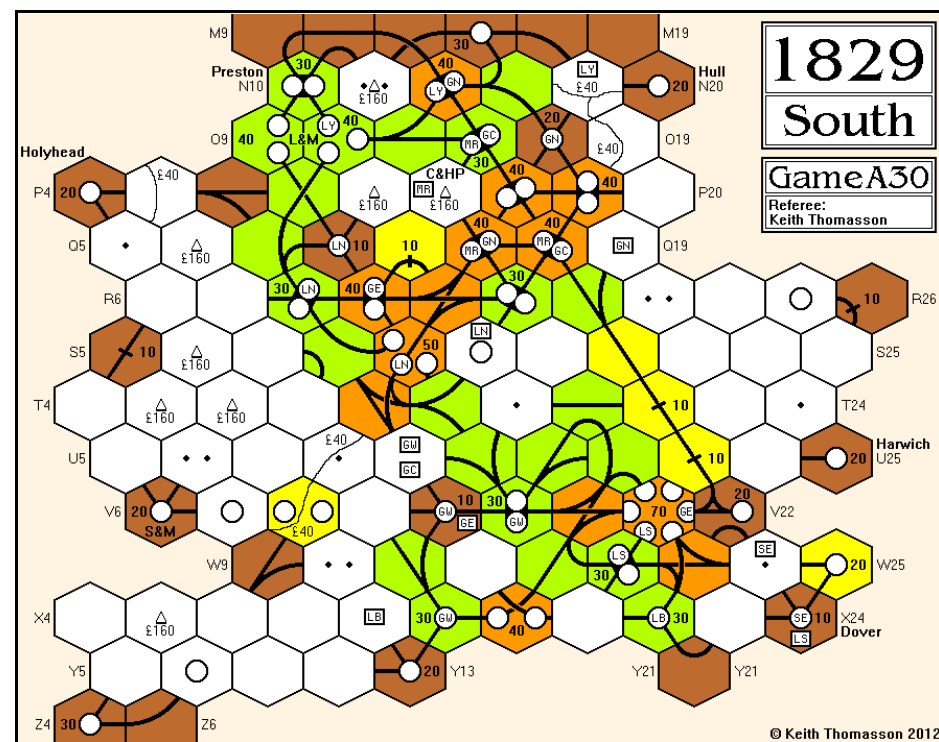 1829
South
GameA30
Referee:
Keith Thomasson
M9 30 M19
Preston
N10 30 £160 40 LY GN LY £40 Hull
N20 20
O9 40 L&M LY 40 MR GC 30 20 GN O19
Holyhead
P4 20 £40 £160 C&HP MR £160 40 40 P20
Q5 £160 LN 10 10 40 MR GN 40 MR GC GN Q19
R6 30 LN 40 GE 30 10 R26
S5 10 £160 LN 50 LN S25
T4 £160 £160 10 T24
U5 £40 GW GC 10 20 Harwich
U25
V6 20 S&M £40 10 GW GE 30 GW 70 GE LS 20 V22
W9 LS 30 SE 20 W25
X4 £160 LB 30 GW 40 LB 30 SE 10 LS X24
Dover
Y5 20 Y13 Y21 Y21
Z4 30 Z6
© Keith Thomasson 2012